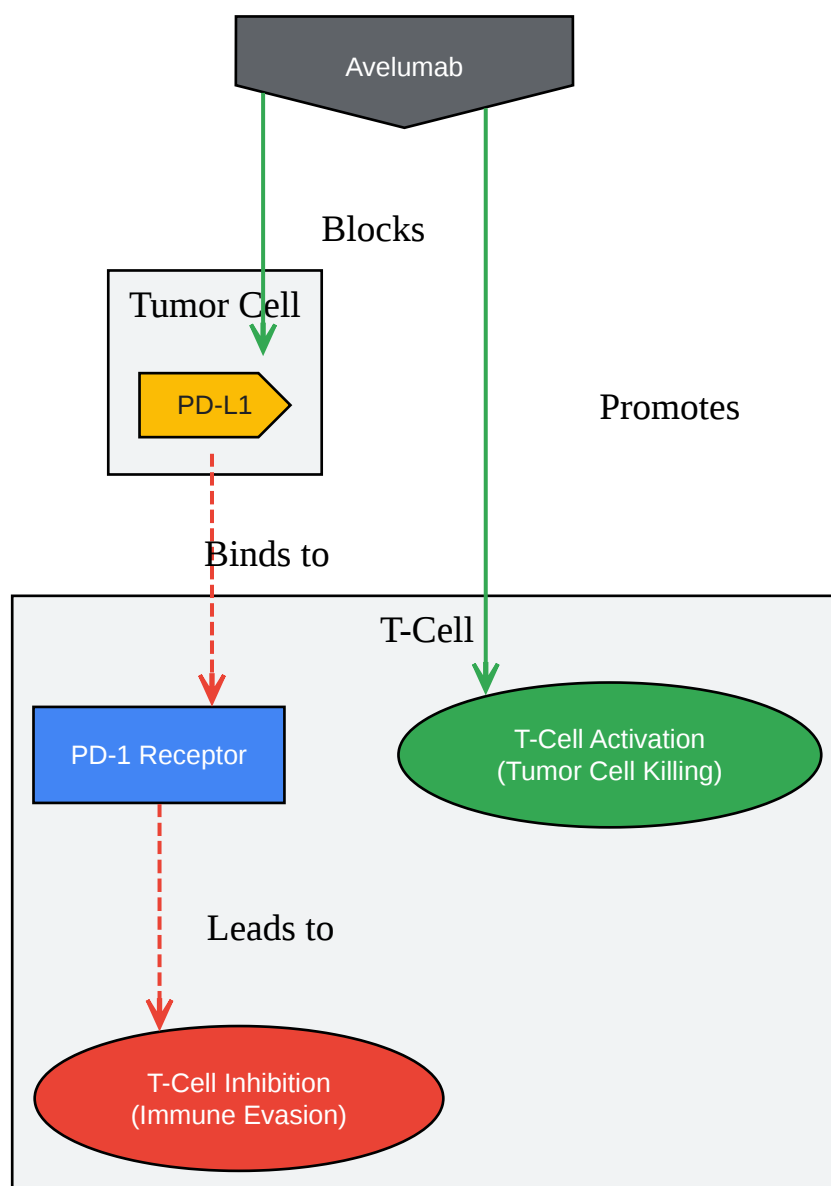 Avelumab
Blocks
Tumor Cell
PD-L1
Promotes
Binds to
T-Cell
PD-1 Receptor
T-Cell Activation
(Tumor Cell Killing)
Leads to
T-Cell Inhibition
(Immune Evasion)